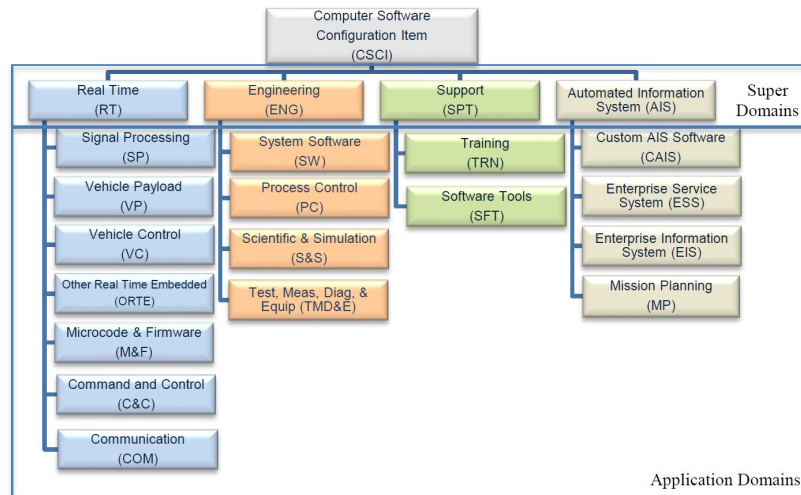 Computer Software
Configuration Item
(CSCI)
Real Time
(RT)
Engineering
(ENG)
Support
(SPT)
Automated Information
System (AIS)
Super
Domains
Signal Processing
(SP)
Vehicle Payload
(VP)
Vehicle Control
(VC)
Other Real Time Embedded
(ORTE)
Microcode & Firmware
(M&F)
Command and Control
(C&C)
Communication
(COM)
System Software
(SW)
Process Control
(PC)
Scientific & Simulation
(S&S)
Test, Meas, Diag, &
Equip (TMD&E)
Training
(TRN)
Software Tools
(SFT)
Custom AIS Software
(CAIS)
Enterprise Service
System (ESS)
Enterprise Information
System (EIS)
Mission Planning
(MP)
Application Domains